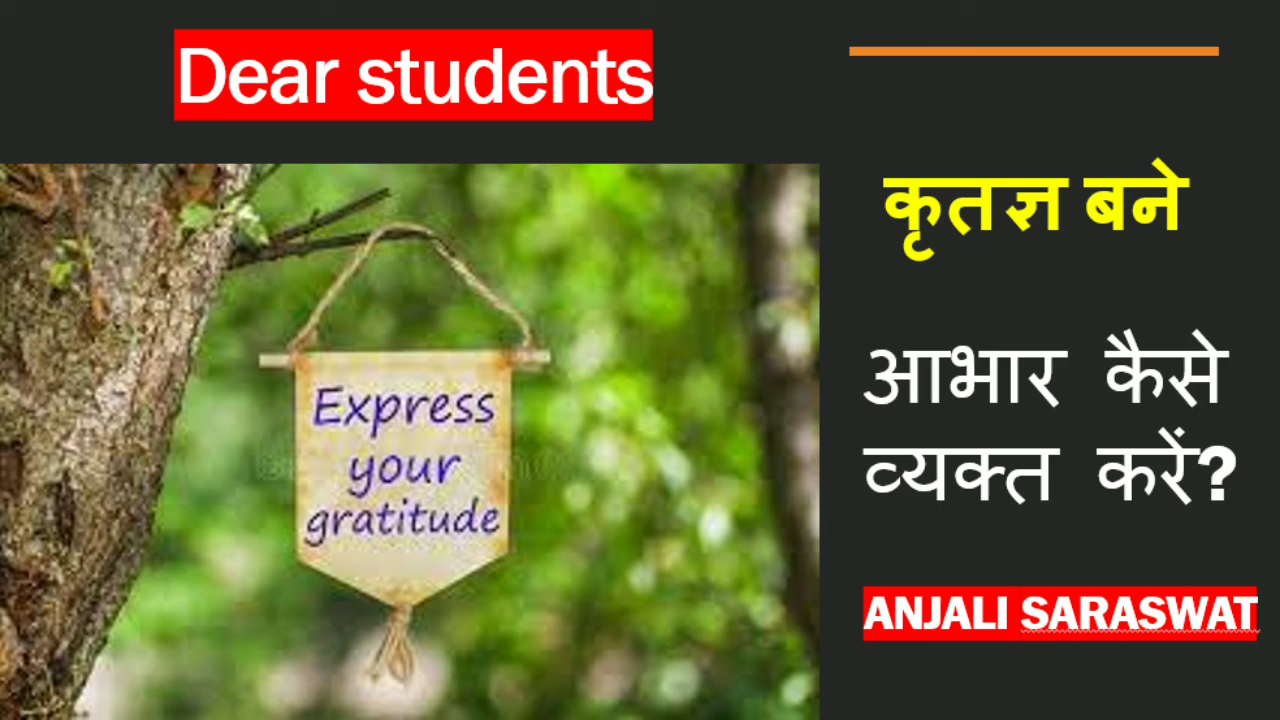 Dear students
Express
your
gratitude
कृतज्ञ बने
आभार कैसे
व्यक्त करें?
ANJALI SARASWAT